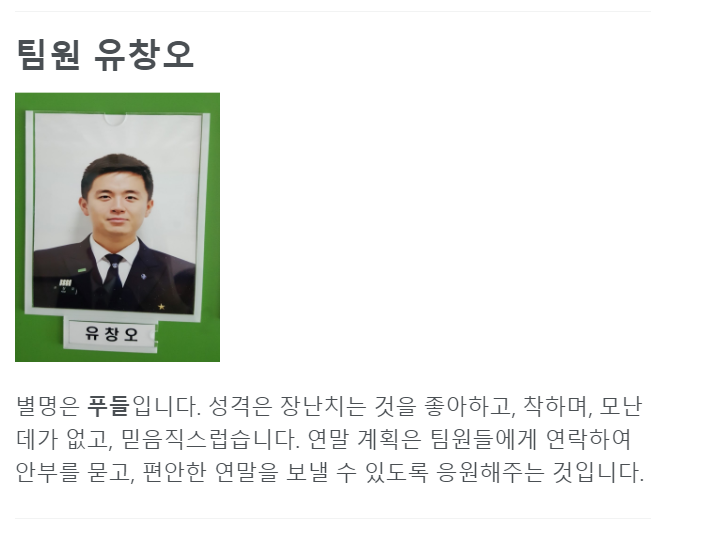 팀원 유창오
유창오
별명은 푸들입니다. 성격은 장난치는 것을 좋아하고, 착하며, 모난
데가 없고, 믿음직스럽습니다. 연말 계획은 팀원들에게 연락하여
안부를 묻고, 편안한 연말을 보낼 수 있도록 응원해주는 것입니다.